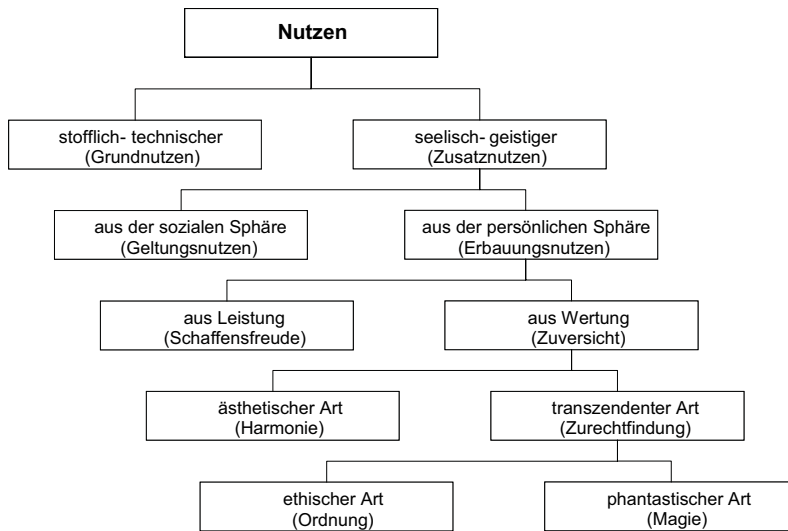 Nutzen
stofflich- technischer
(Grundnutzen)
seelisch- geistiger
(Zusatznutzen)
aus der sozialen Sphäre
(Geltungsnutzen)
aus der persönlichen Sphäre
(Erbauungsnutzen)
aus Leistung
(Schaffensfreude)
aus Wertung
(Zuversicht)
ästhetischer Art
(Harmonie)
transzendenter Art
(Zurechtfindung)
ethischer Art
(Ordnung)
phantastischer Art
(Magie)